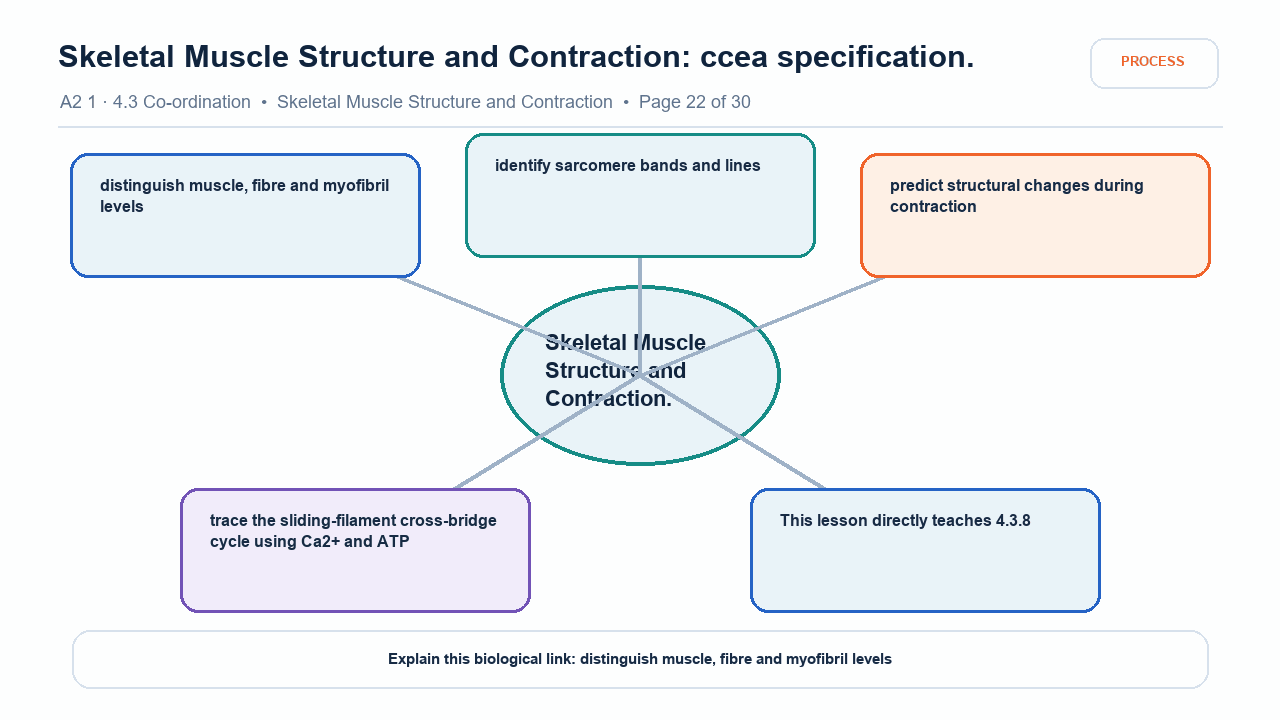 Skeletal Muscle Structure and Contraction: ccea specification.
PROCESS
A2 1 · 4.3 Co-ordination • Skeletal Muscle Structure and Contraction • Page 22 of 30
distinguish muscle, fibre and myofibril
levels
identify sarcomere bands and lines
predict structural changes during
contraction
Skeletal Muscle
Structure and
Contraction.
trace the sliding-filament cross-bridge
cycle using Ca2+ and ATP
This lesson directly teaches 4.3.8
Explain this biological link: distinguish muscle, fibre and myofibril levels